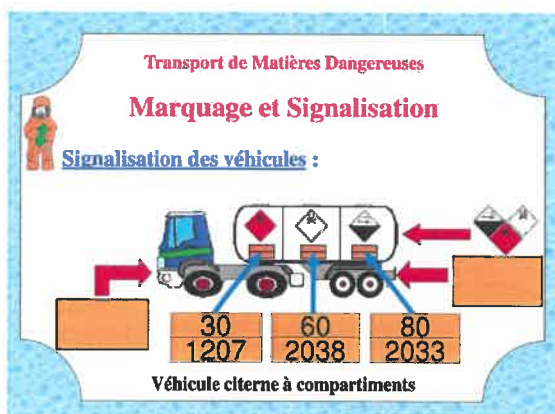 Transport de Matières Dangereuses
Marquage et Signalisation
Signalisation des véhicules :
30
1207
60
2038
80
2033
Véhicule citerne à compartiments